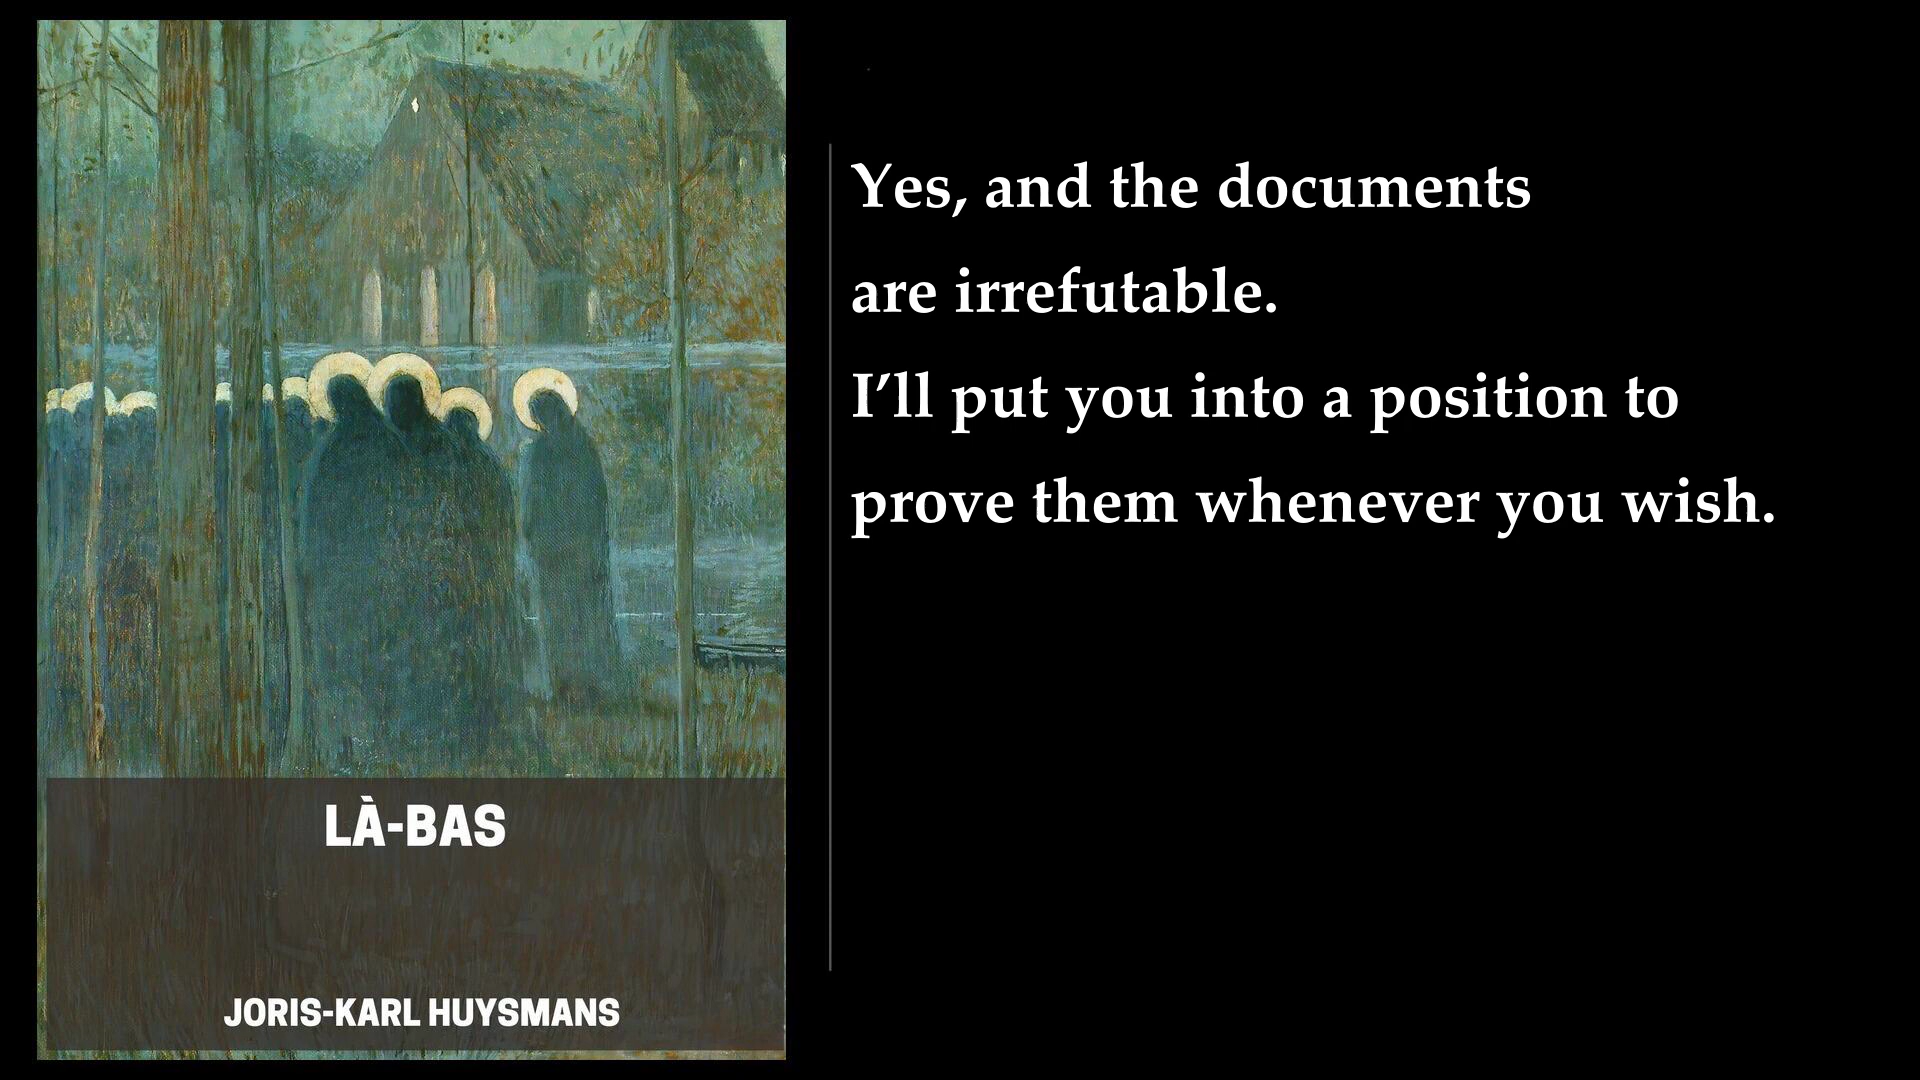 Yes, and the documents
are irrefutable.
I’ll put you into a position to
prove them whenever you wish.
LÀ-BAS
JORIS-KARL HUYSMANS